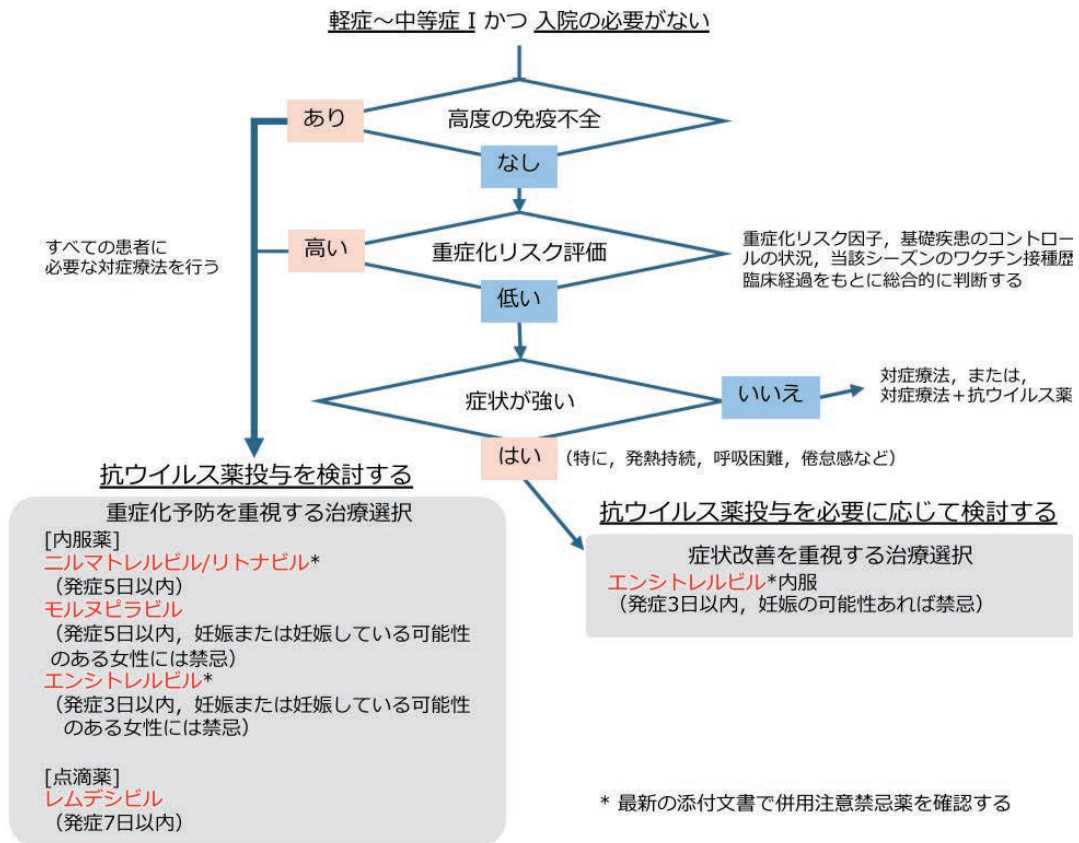 軽症～中等症 I かつ 入院の必要がない
あり
高度の免疫不全
なし
すべての患者に
必要な対症療法を行う
高い
重症化リスク評価
重症化リスク因子，基礎疾患のコントロー
ルの状況，当該シーズンのワクチン接種歴
臨床経過をもとに総合的に判断する
低い
症状が強い
いいえ
対症療法，または，
対症療法＋抗ウイルス薬
はい
（特に，発熱持続，呼吸困難，倦怠感など）
抗ウイルス薬投与を検討する
重症化予防を重視する治療選択
[内服薬]
ニルマトレルビル/リトナビル*
（発症5日以内）
モルヌピラビル
（発症5日以内，妊娠または妊娠している可能性
のある女性には禁忌）
エンシトレルビル*
（発症3日以内，妊娠または妊娠している可能性
のある女性には禁忌）
[点滴薬]
レムデシビル
（発症7日以内）
抗ウイルス薬投与を必要に応じて検討する
症状改善を重視する治療選択
エンシトレルビル*内服
（発症3日以内，妊娠の可能性あれば禁忌）
* 最新の添付文書で併用注意禁忌薬を確認する